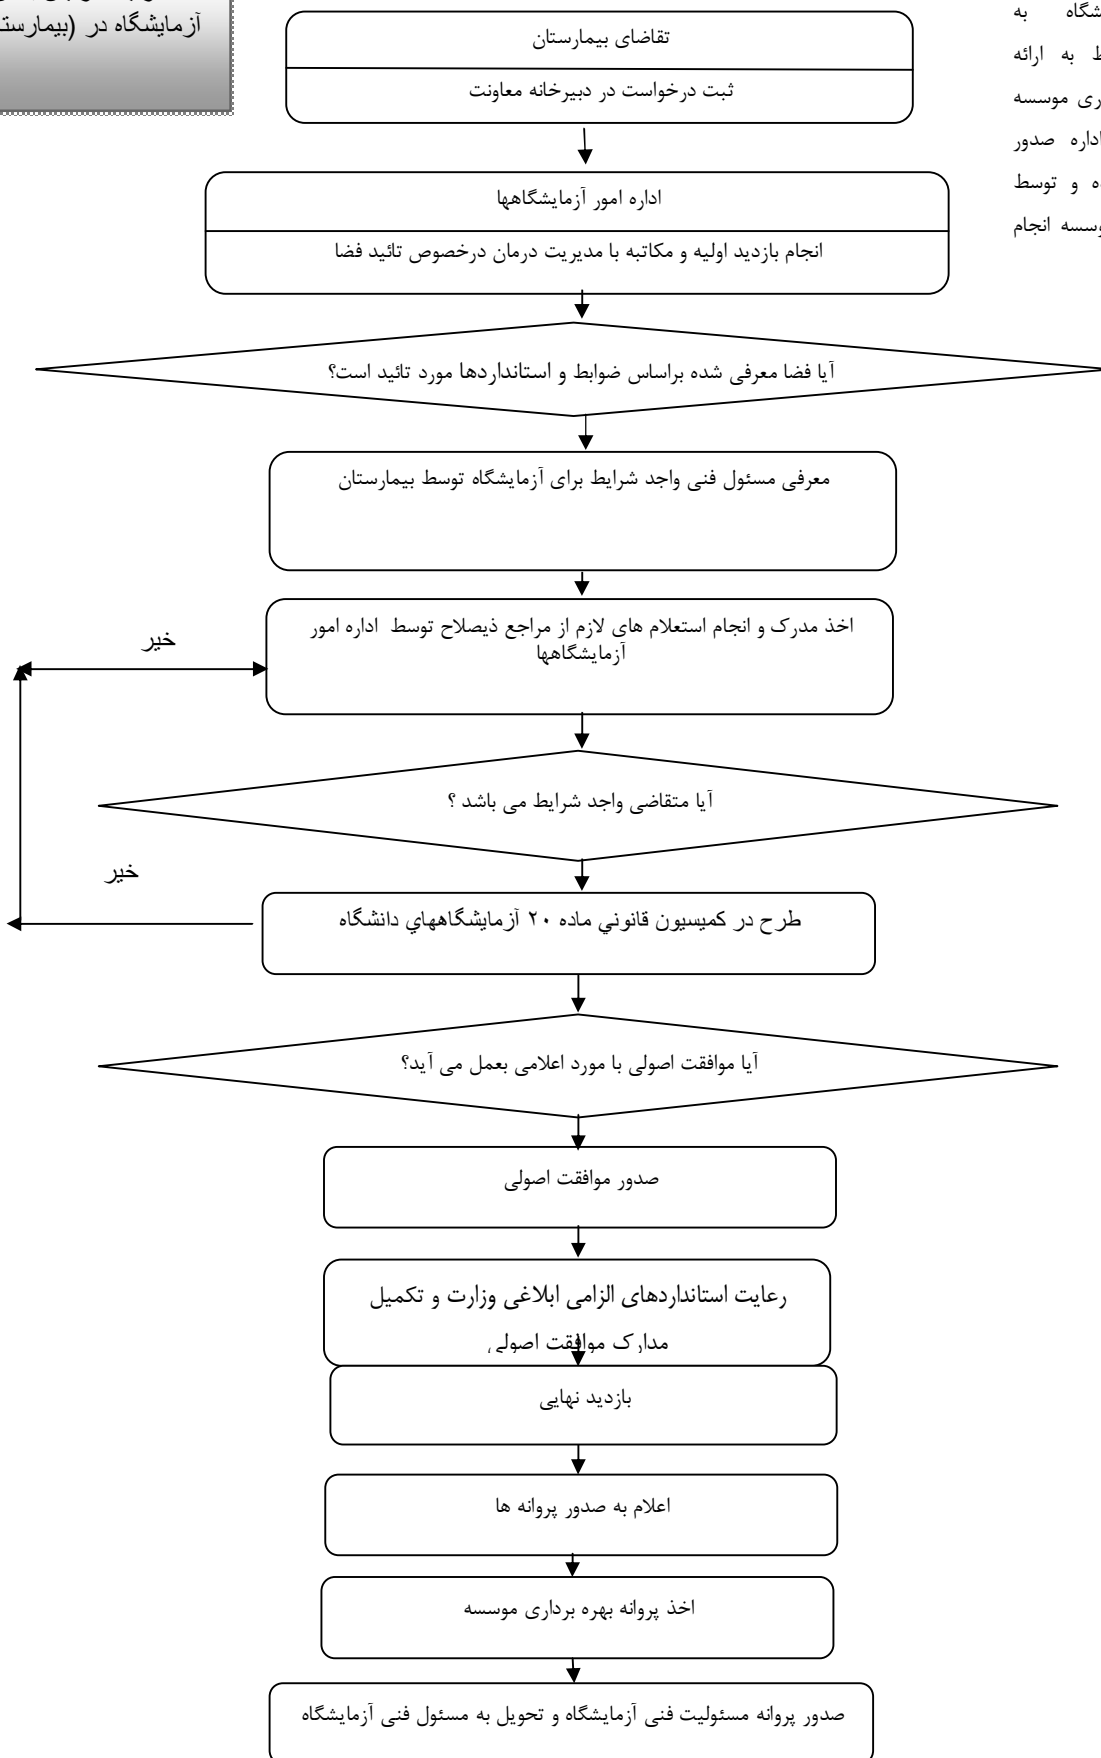 آزمایشگاه در
شگاه به
به ارائه
موسسه
اداره صدور
و توسط
انجام
تقاضای بیمارستان
ثبت درخواست در دبیرخانه معاونت
اداره امور آزمایشگاهها
انجام بازدید اولیه و مکاتبه با مدیریت درمان درخصوص تائید فضا
آیا فضا معرفی شده براساس ضوابط و استانداردها مورد تائید است؟
معرفی مسئول فنی واجد شرایط برای آزمایشگاه توسط بیمارستان
اخذ مدرک و انجام استعلام های لازم از مراجع ذیصلاح توسط اداره امور
آزمایشگاهها
خیر
آیا متقاضی واجد شرایط می باشد ؟
خیر
طرح در کمیسیون قانوني ماده ۲۰ آزمایشگاههاي دانشگاه
آیا موافقت اصولی با مورد اعلامی بعمل می آید؟
صدور موافقت اصولی
رعایت استانداردهای الزامی ابلاغی وزارت و تکمیل
مدارک موافقت اصولی
بازدید نهایی
اعلام به صدور پروانه ها
اخذ پروانه بهره برداری موسسه
صدور پروانه مسئولیت فنی آزمایشگاه و تحویل به مسئول فنی آزمایشگاه